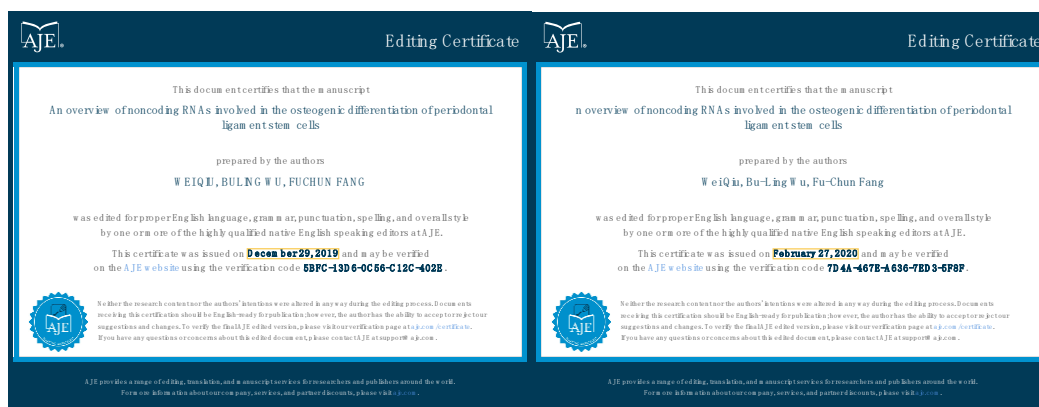 AJE®
Editing Certificate
This document certifies that the manuscript
An overview of noncoding RNAs involved in the osteogenic differentiation of periodontal
ligament stem cells
prepared by the authors
WEI QIU, BULING WU, FUCHUN FANG
was edited for proper English language, grammar, punctuation, spelling, and overall style
by one or more of the highly qualified native English speaking editors at AJE.
This certificate was issued on December 29, 2019 and may be verified
on the AJE website using the verification code 5BFC-13D6-0C56-C12C-402E.
AJE
Neither the research content nor the authors' intentions were altered in any way during the editing process. Documents
receiving this certification should be English-ready for publication; however, the author has the ability to accept or reject our
suggestions and changes. To verify the final AJE edited version, please visit our verification page at aje.com/certificate.
If you have any questions or concerns about this edited document, please contact AJE at support@aje.com.
AJE provides a range of editing, translation, and manuscript services for researchers and publishers around the world.
For more information about our company, services, and partner discounts, please visit aje.com.
AJE®
Editing Certificate
This document certifies that the manuscript
n overview of noncoding RNAs involved in the osteogenic differentiation of periodontal
ligament stem cells
prepared by the authors
Wei Qiu, Bu-Ling Wu, Fu-Chun Fang
was edited for proper English language, grammar, punctuation, spelling, and overall style
by one or more of the highly qualified native English speaking editors at AJE.
This certificate was issued on February 27, 2020 and may be verified
on the AJE website using the verification code 7D4A-467E-A636-7ED3-5F8F.
AJE
Neither the research content nor the authors' intentions were altered in any way during the editing process. Documents
receiving this certification should be English-ready for publication; however, the author has the ability to accept or reject our
suggestions and changes. To verify the final AJE edited version, please visit our verification page at aje.com/certificate.
If you have any questions or concerns about this edited document, please contact AJE at support@aje.com.
AJE provides a range of editing, translation, and manuscript services for researchers and publishers around the world.
For more information about our company, services, and partner discounts, please visit aje.com.